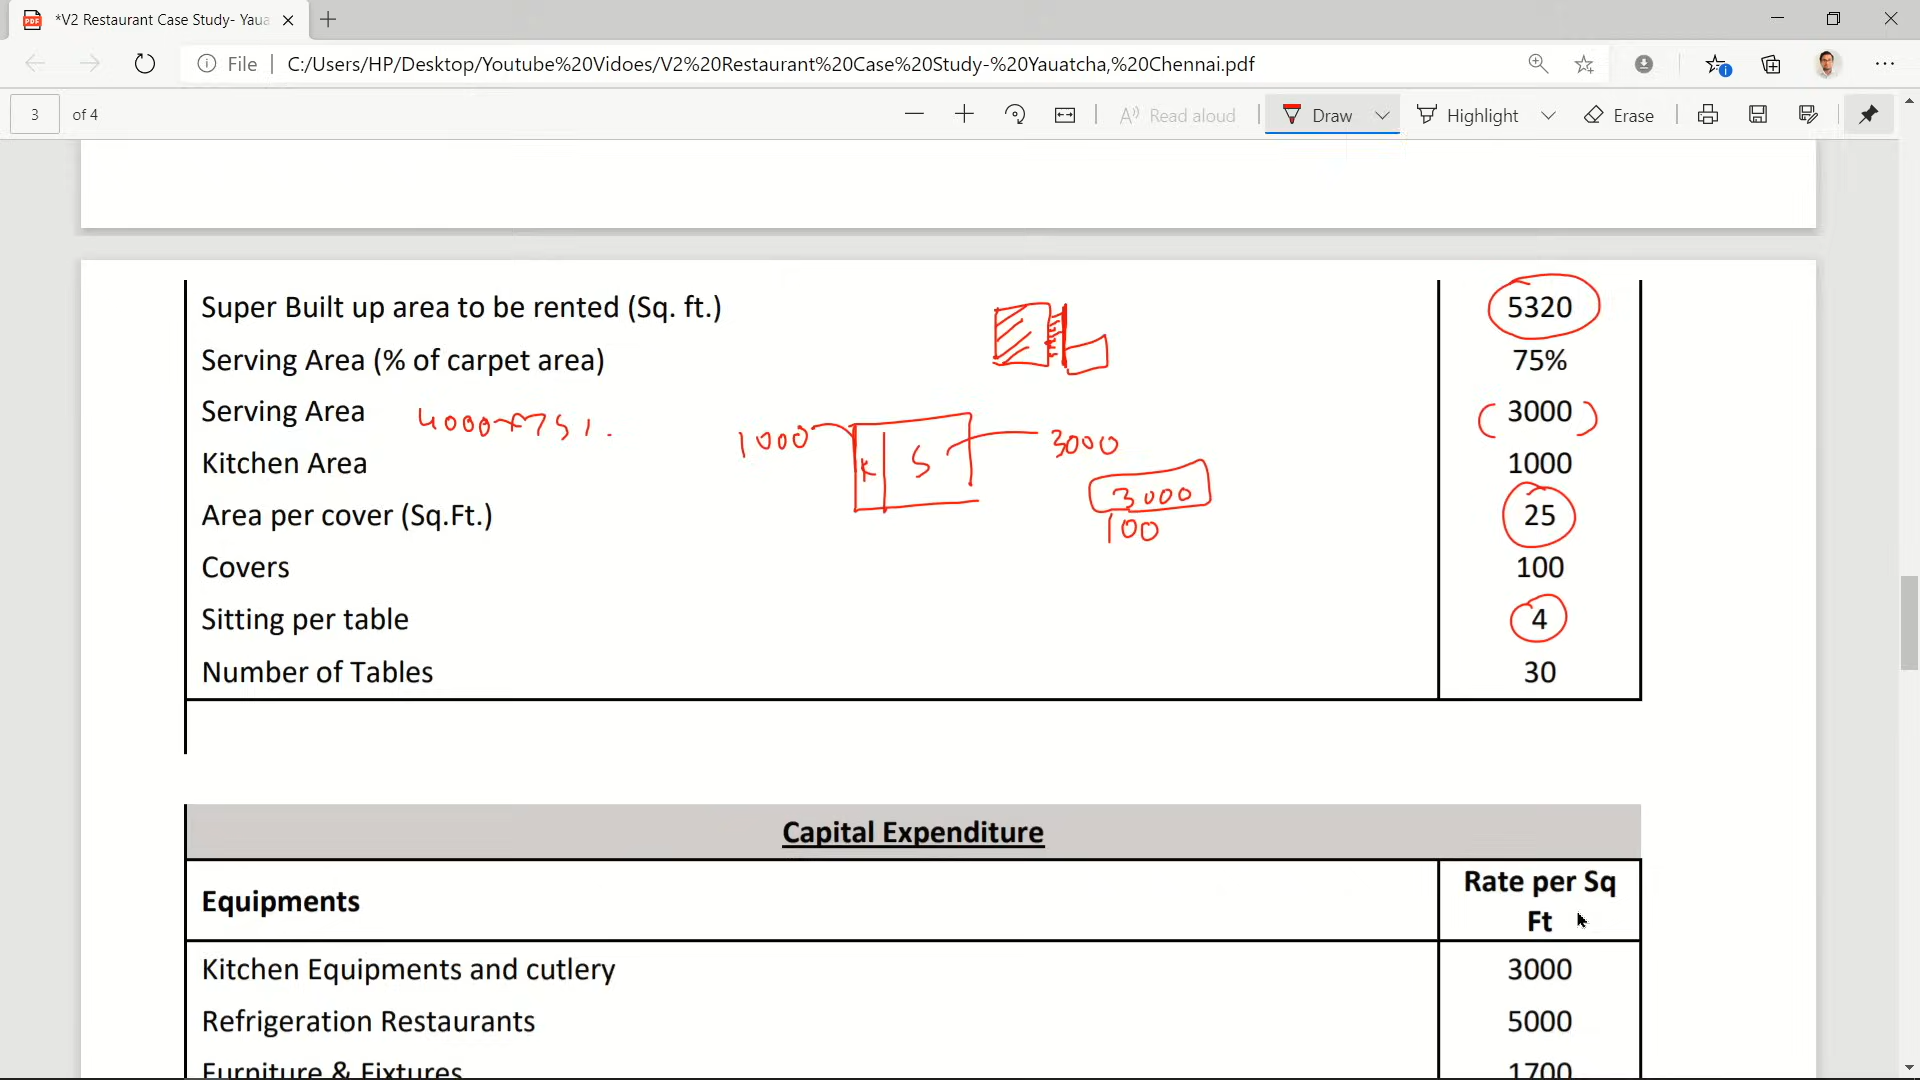 *V2 Restaurant Case Study- Yaua
File
C:/Users/HP/Desktop/Youtube%20Vidoes/V2%20Restaurant%20Case%20Study-%20Yauatcha,%20Chennai.pdf
3 of 4 Read aloud Draw Highlight Erase
Super Built up area to be rented (Sq. ft.) 5320
Serving Area (% of carpet area) 75%
Serving Area 4000×75%. 3000
1000 K S 3000
Kitchen Area 1000
3000
Area per cover (Sq.Ft.) 25
100
Covers 100
Sitting per table 4
Number of Tables 30
Capital Expenditure
Equipments Rate per Sq
Ft
Kitchen Equipments and cutlery 3000
Refrigeration Restaurants 5000
Furniture & Fixtures 1700